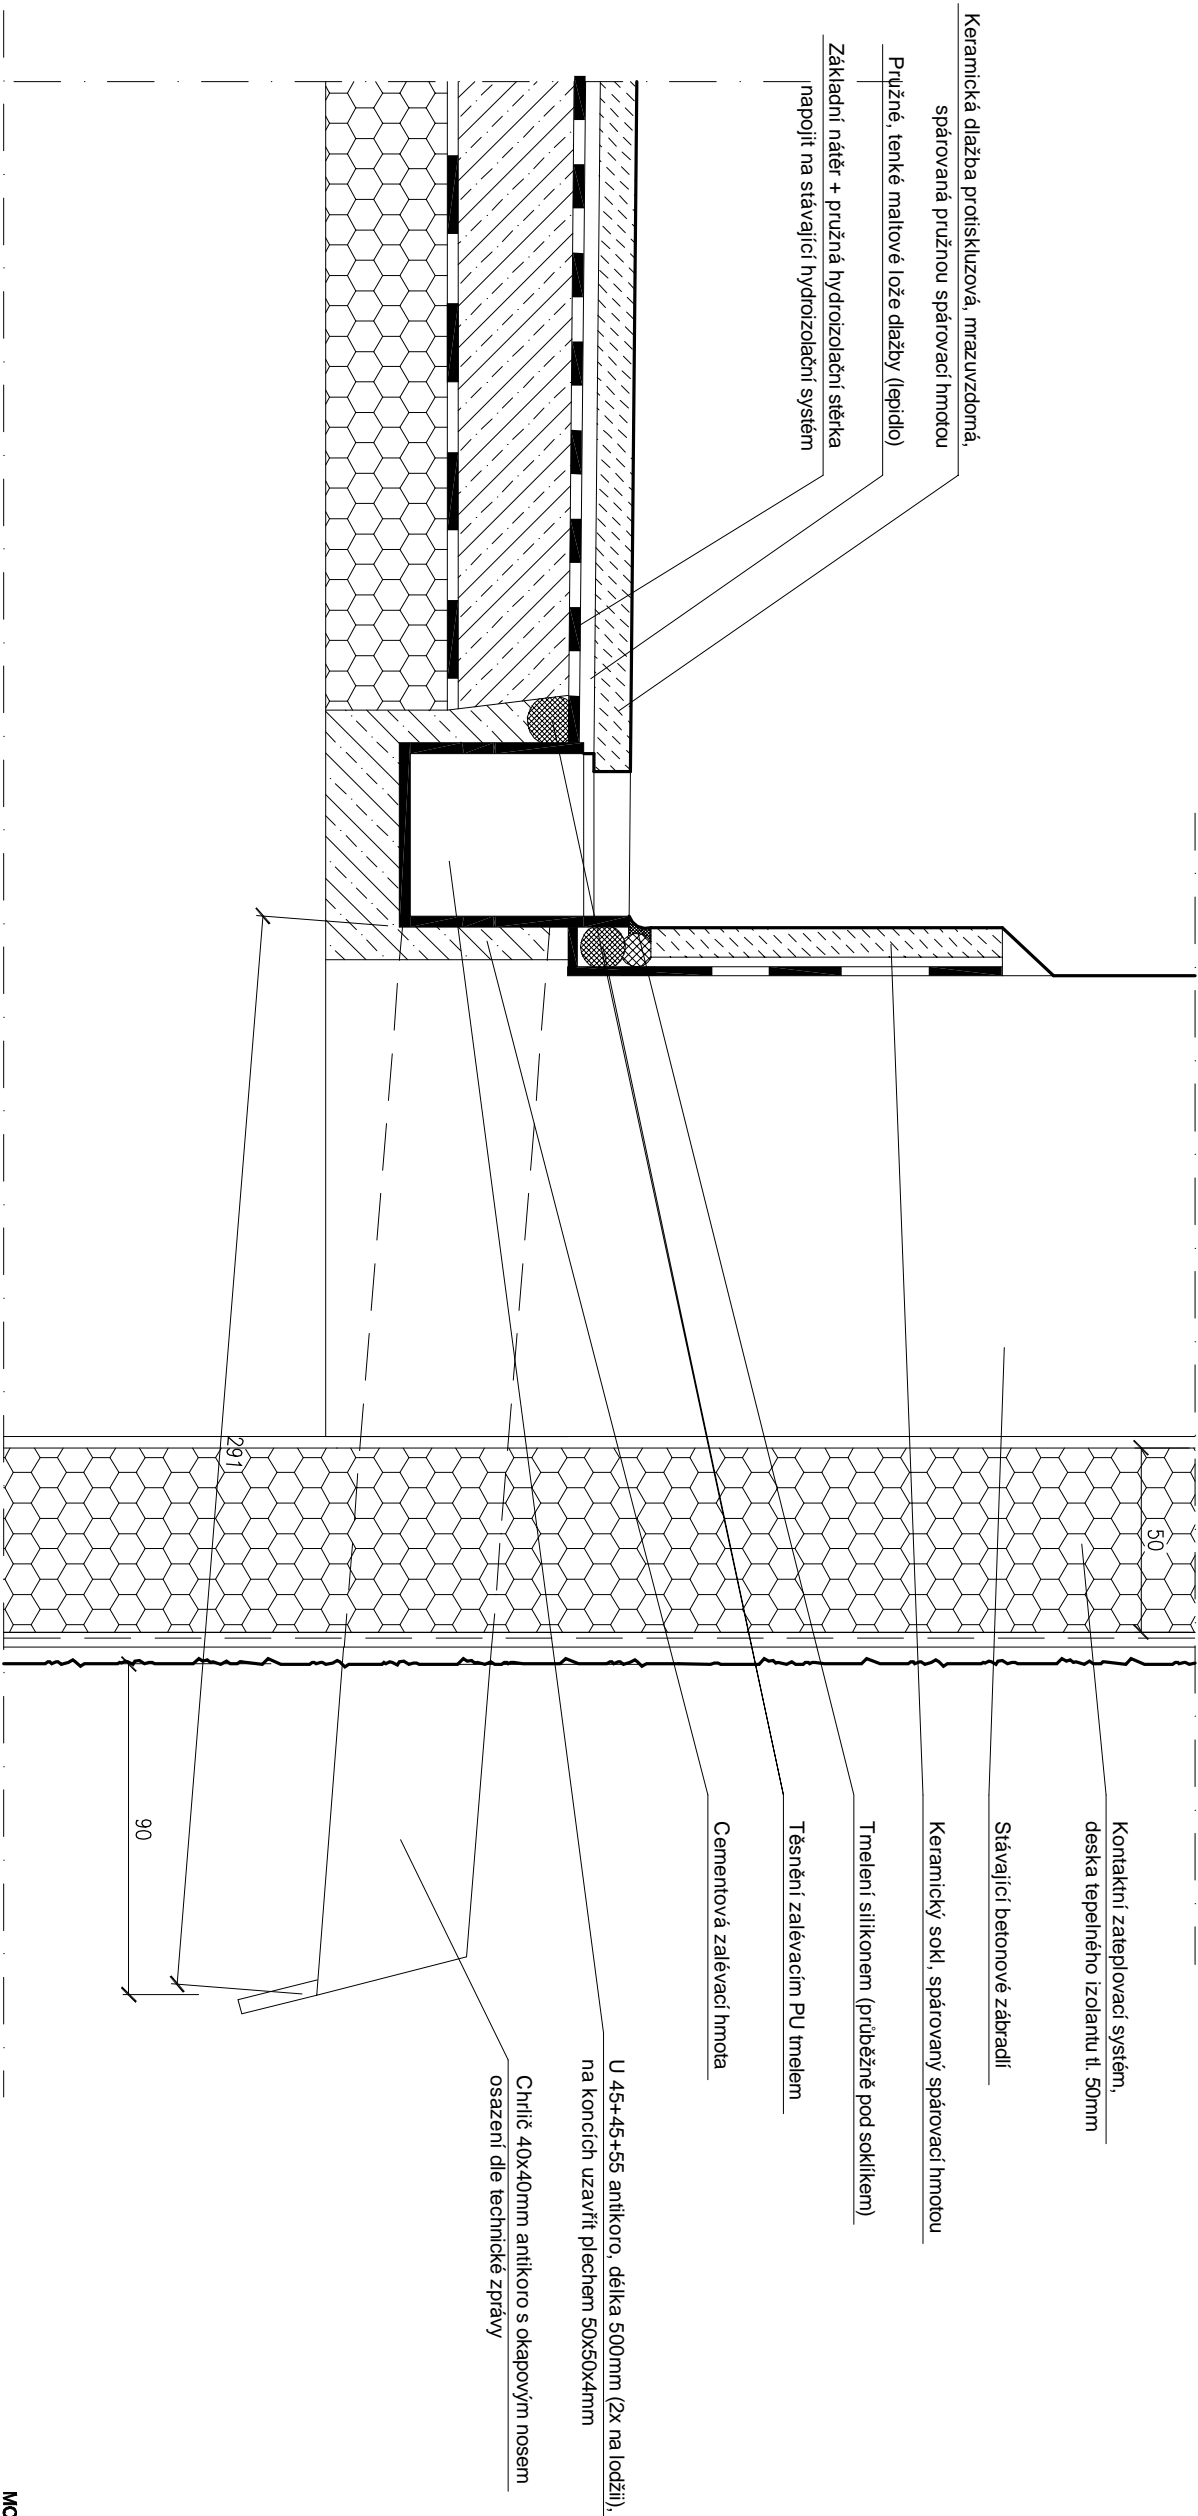 Keramická dlažba protiskluzová, mrazuvzdorná,
spárovaná pružnou spárovací hmotou
Pružné, tenké maltové lože dlažby (lepidlo)
Základní nátěr + pružná hydroizolační stěrka
napojit na stávající hydroizolační systém
Kontaktní zateplovací systém,
deska tepelného izolantu tl. 50mm
Stávající betonové zábradlí
Keramický sokl, spárovaný spárovací hmotou
Tmelení silikonem (průběžně pod soklíkem)
Těsnění zalévacím PU tmelem
Cementová zalévací hmota
U 45+45+55 antikoro, délka 500mm (2x na lodžii),
na koncích uzavřít plechem 50x50x4mm
Chrlič 40x40mm antikoro s okapovým nosem
osazení dle technické zprávy
50
291
90